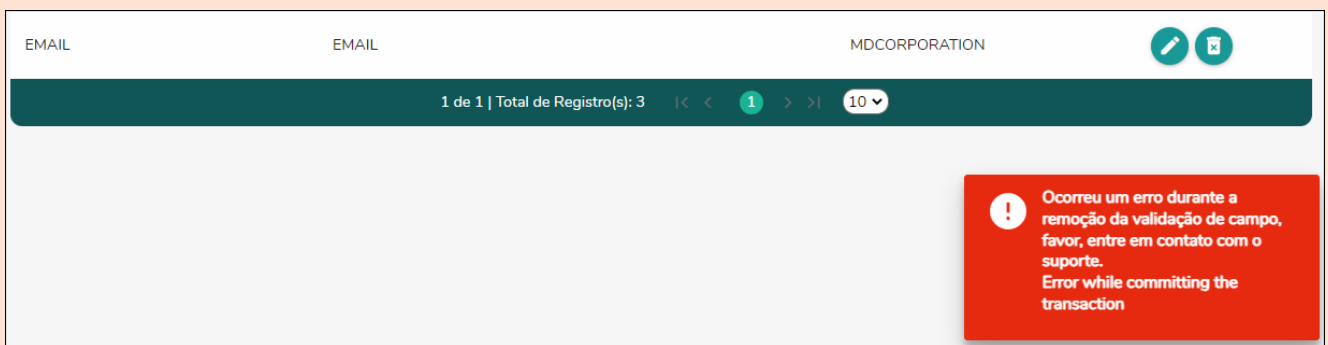 EMAIL EMAIL MDCORPORATION
1 de 1 | Total de Registro(s): 3 |< < 1 > >| 10
Ocorreu um erro durante a
remoção da validação de campo,
favor, entre em contato com o
suporte.
Error while committing the
transaction